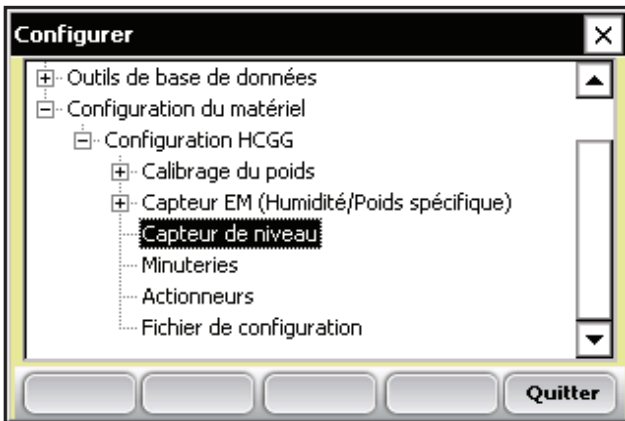 Configurer
Outils de base de données
Configuration du matériel
Configuration HCGG
Calibrage du poids
Capteur EM (Humidité/Poids spécifique)
Capteur de niveau
Minuteries
Actionneurs
Fichier de configuration
Quitter